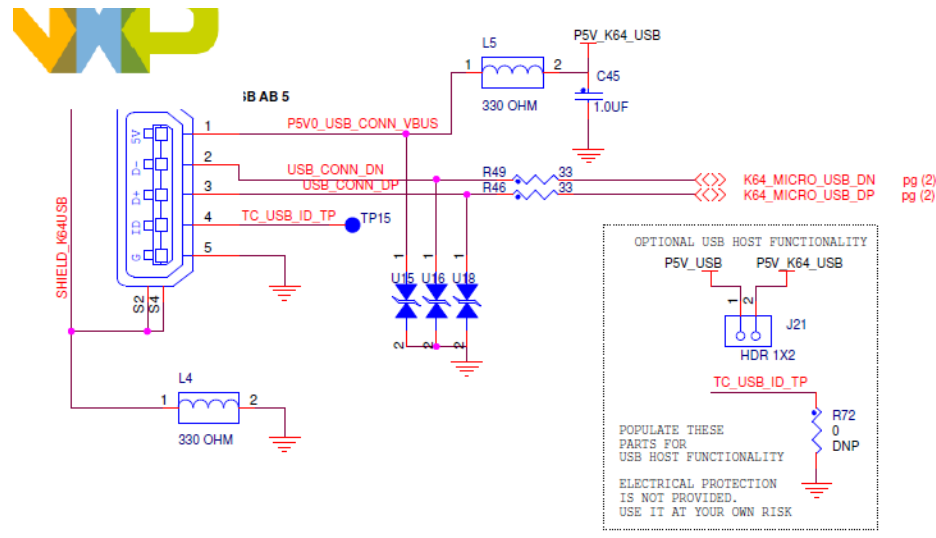 NXP
L5
P5V_K64_USB
1
2
C45
330 OHM
1.0UF
SB AB 5
5V
1
P5V0_USB_CONN_VBUS
D-
2
USB_CONN_DN
R49
33
K64_MICRO_USB_DN
pg (2)
D+
3
USB_CONN_DP
R46
33
K64_MICRO_USB_DP
pg (2)
ID
4
TC_USB_ID_TP
TP15
G
5
SHIELD_K64USB
S2
S4
1
1
1
U15
U16
U18
2
2
2
L4
1
2
330 OHM
OPTIONAL USB HOST FUNCTIONALITY
P5V_USB
P5V_K64_USB
1
2
J21
HDR 1X2
TC_USB_ID_TP
R72
0
DNP
POPULATE THESE
PARTS FOR
USB HOST FUNCTIONALITY
ELECTRICAL PROTECTION
IS NOT PROVIDED.
USE IT AT YOUR OWN RISK